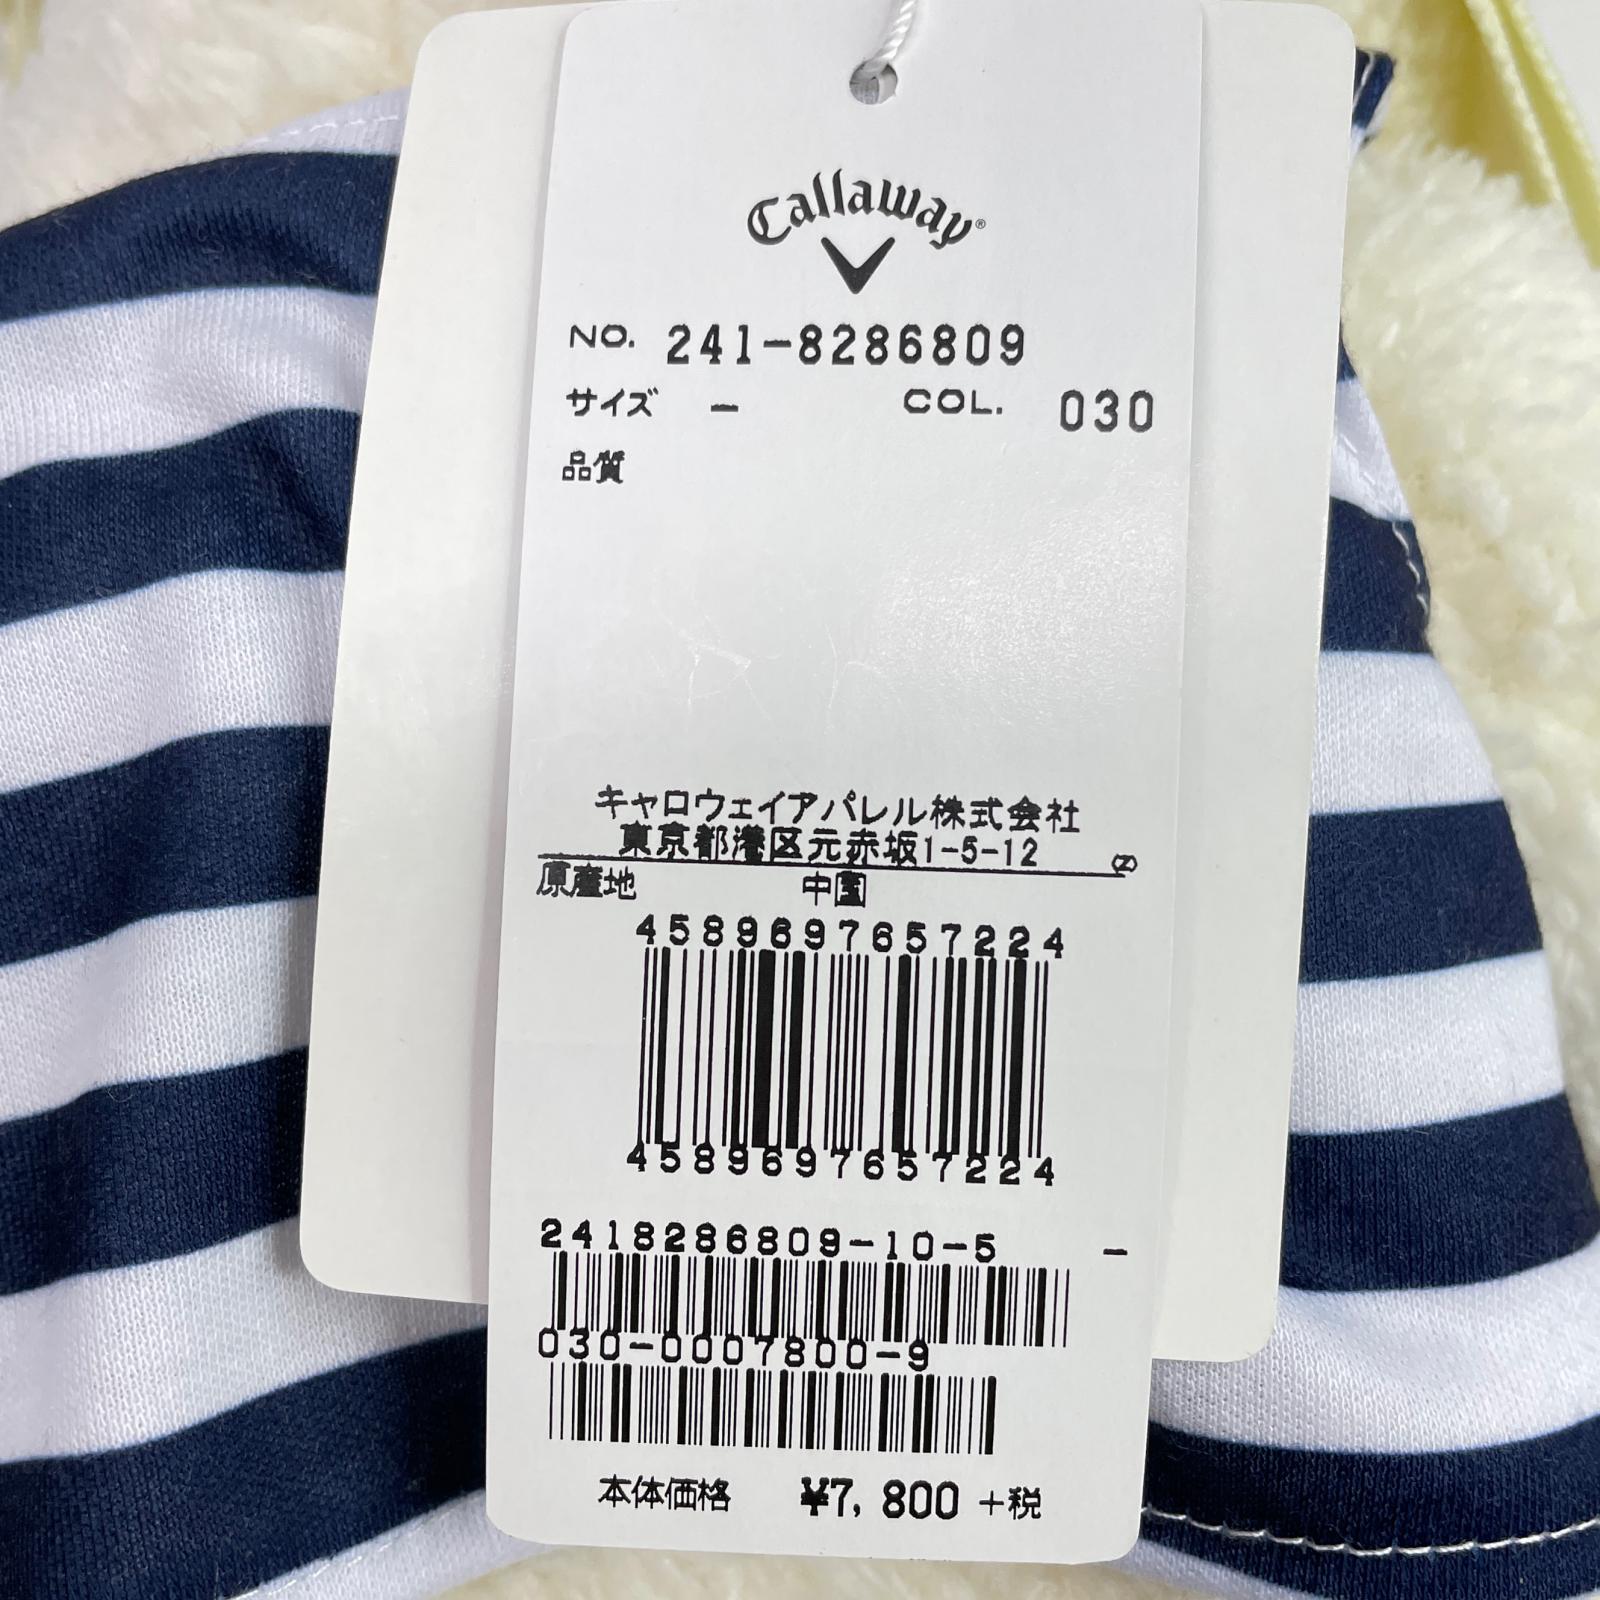 Callaway®
NO. 241-8286809
サイズ - COL. 030
品質
キャロウェイアパレル株式会社
東京都港区元赤坂1-5-12 (Z)
原産地 中国
4589697657224
4589697657224
2418286809-10-5 -
030-0007800-9
本体価格 ¥7,800 +税